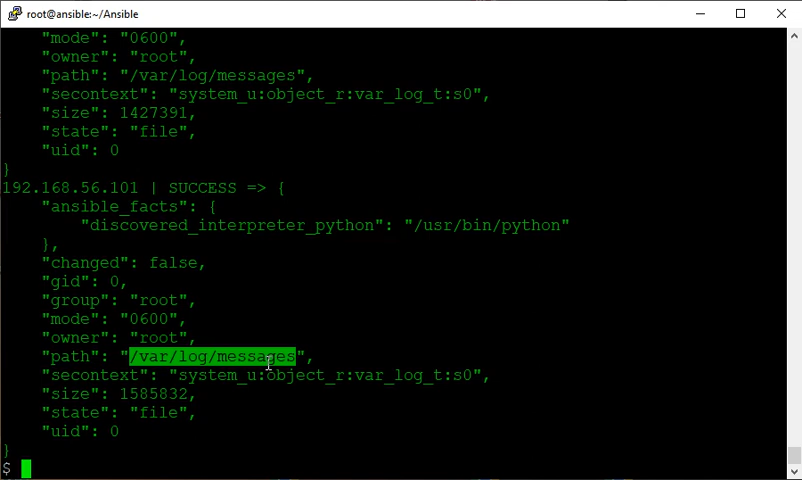 root@ansible:~/Ansible
"mode": "0600",
"owner": "root",
"path": "/var/log/messages",
"secontext": "system_u:object_r:var_log_t:s0",
"size": 1427391,
"state": "file",
"uid": 0
}
192.168.56.101 | SUCCESS => {
"ansible_facts": {
"discovered_interpreter_python": "/usr/bin/python"
},
"changed": false,
"gid": 0,
"group": "root",
"mode": "0600",
"owner": "root",
"path": "/var/log/messages",
"secontext": "system_u:object_r:var_log_t:s0",
"size": 1585832,
"state": "file",
"uid": 0
}
$